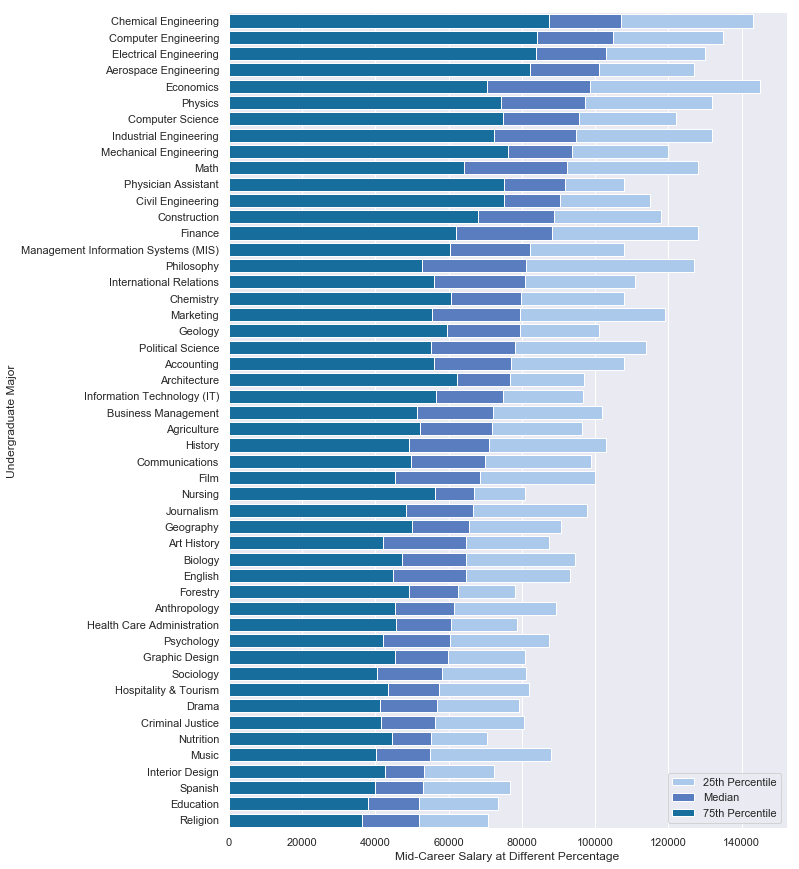 Undergraduate Major
Chemical Engineering
Computer Engineering
Electrical Engineering
Aerospace Engineering
Economics
Physics
Computer Science
Industrial Engineering
Mechanical Engineering
Math
Physician Assistant
Civil Engineering
Construction
Finance
Management Information Systems (MIS)
Philosophy
International Relations
Chemistry
Marketing
Geology
Political Science
Accounting
Architecture
Information Technology (IT)
Business Management
Agriculture
History
Communications
Film
Nursing
Journalism
Geography
Art History
Biology
English
Forestry
Anthropology
Health Care Administration
Psychology
Graphic Design
Sociology
Hospitality & Tourism
Drama
Criminal Justice
Nutrition
Music
Interior Design
Spanish
Education
Religion
25th Percentile
Median
75th Percentile
0 20000 40000 60000 80000 100000 120000 140000
Mid-Career Salary at Different Percentage